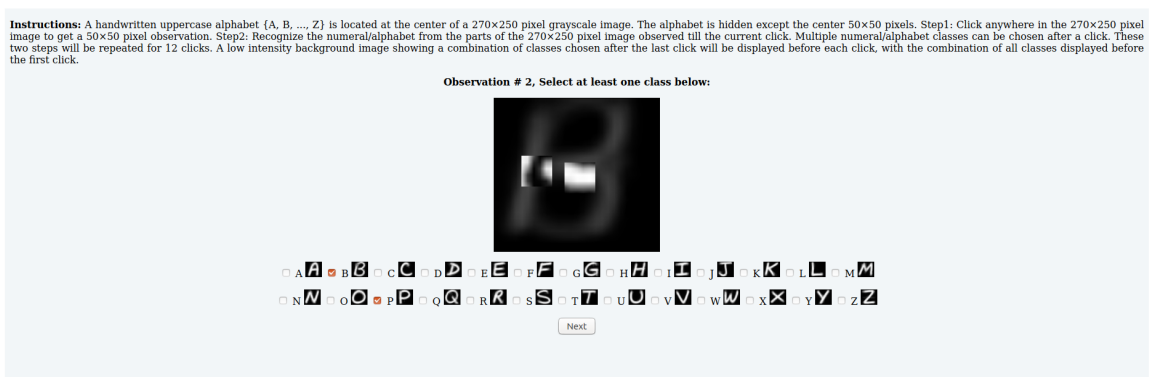 Instructions: A handwritten uppercase alphabet {A, B, ..., Z} is located at the center of a 270×250 pixel grayscale image. The alphabet is hidden except the center 50×50 pixels. Step1: Click anywhere in the 270×250 pixel
image to get a 50×50 pixel observation. Step2: Recognize the numeral/alphabet from the parts of the 270×250 pixel image observed till the current click. Multiple numeral/alphabet classes can be chosen after a click. These
two steps will be repeated for 12 clicks. A low intensity background image showing a combination of classes chosen after the last click will be displayed before each click, with the combination of all classes displayed before
the first click.
Observation # 2, Select at least one class below:
B
A A B B C C D D E E F F G G H H I I J J K K L L M M
N N O O P P Q Q R R S S T T U U V V W W X X Y Y Z Z
Next